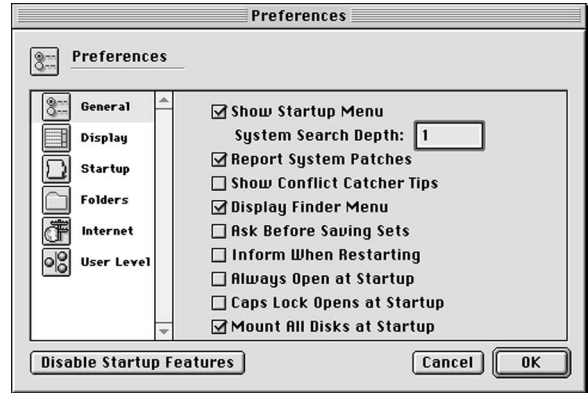 Preferences
Preferences
General
Display
Startup
Folders
Internet
User Level
Show Startup Menu
System Search Depth: 1
Report System Patches
Show Conflict Catcher Tips
Display Finder Menu
Ask Before Saving Sets
Inform When Restarting
Always Open at Startup
Caps Lock Opens at Startup
Mount All Disks at Startup
Disable Startup Features
Cancel
OK